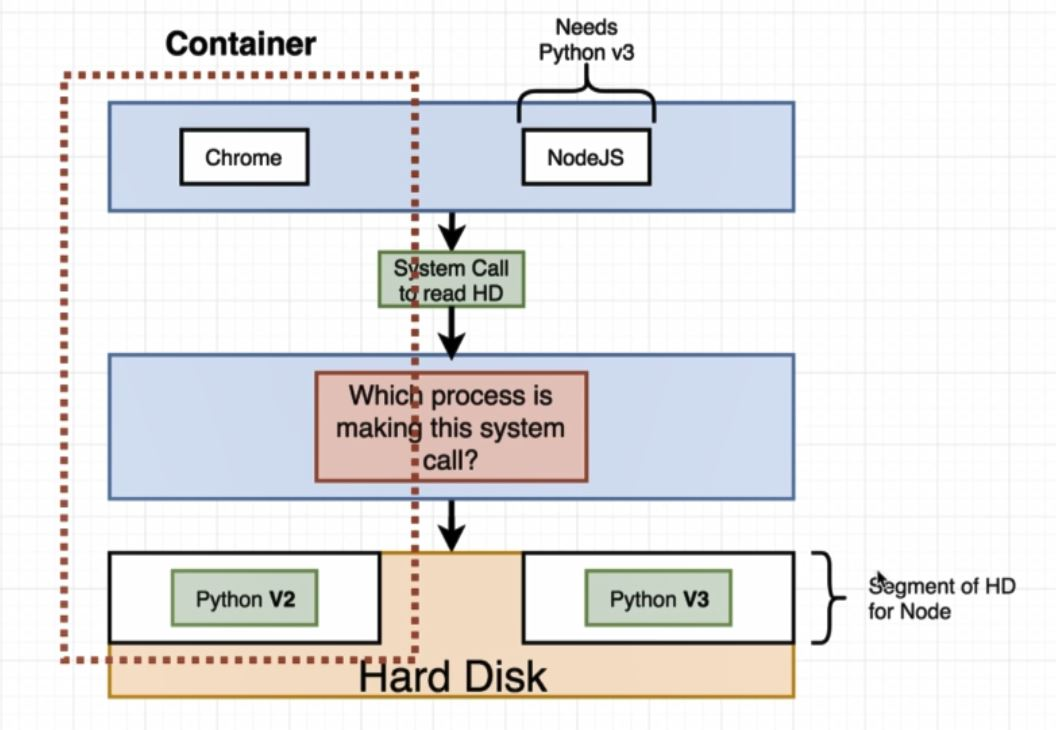 Container
Needs
Python v3
Chrome
NodeJS
System Call
to read HD
Which process is
making this system
call?
Python V2
Python V3
Segment of HD
for Node
Hard Disk